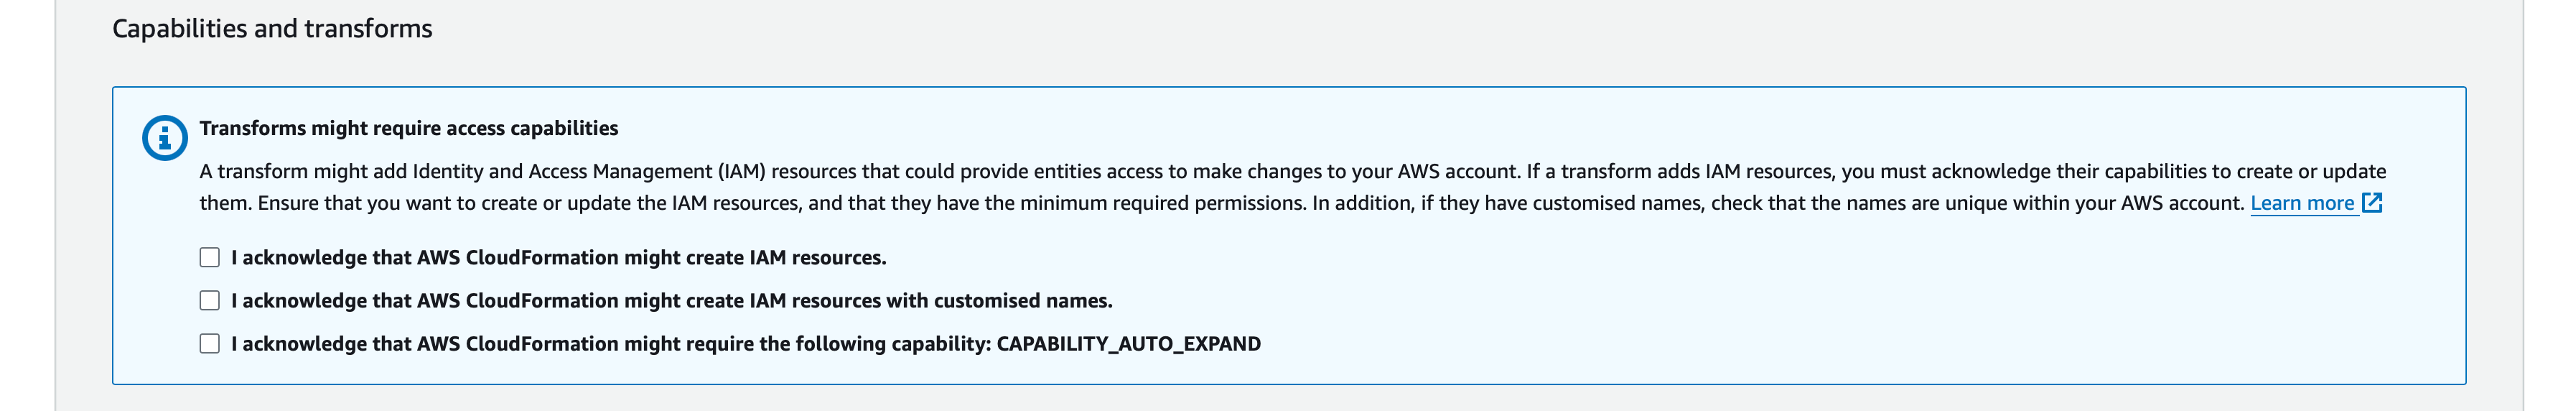 Capabilities and transforms
Transforms might require access capabilities
A transform might add Identity and Access Management (IAM) resources that could provide entities access to make changes to your AWS account. If a transform adds IAM resources, you must acknowledge their capabilities to create or update
them. Ensure that you want to create or update the IAM resources, and that they have the minimum required permissions. In addition, if they have customised names, check that the names are unique within your AWS account. Learn more
I acknowledge that AWS CloudFormation might create IAM resources.
I acknowledge that AWS CloudFormation might create IAM resources with customised names.
I acknowledge that AWS CloudFormation might require the following capability: CAPABILITY_AUTO_EXPAND